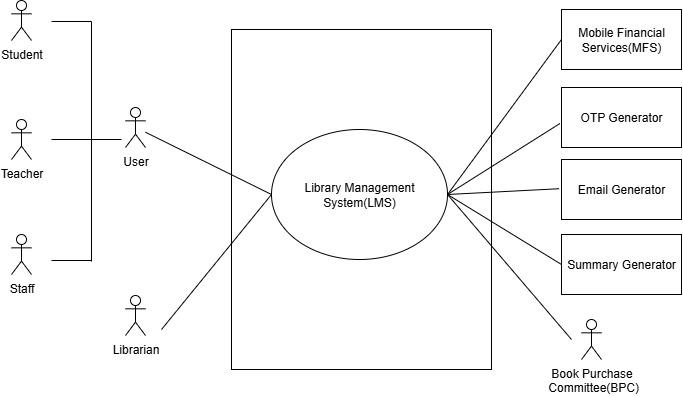 Student
Teacher
Staff
User
Librarian
Library Management
System(LMS)
Mobile Financial
Services(MFS)
OTP Generator
Email Generator
Summary Generator
Book Purchase
Committee(BPC)